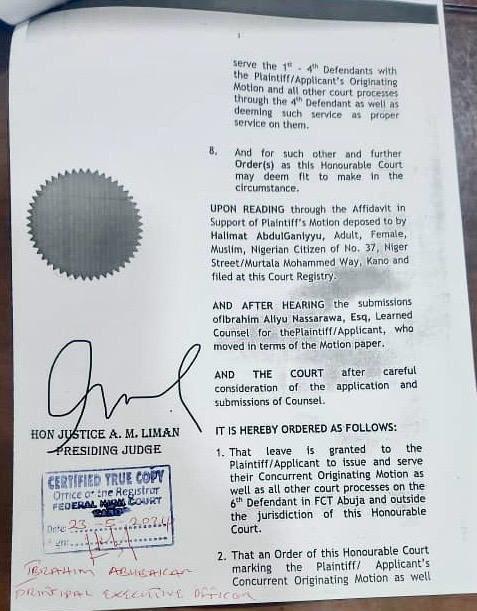 serve the 1st - 4th Defendants with
the Plaintiff/Applicant's Originating
Motion and all other court processes
through the 4th Defendant as well as
deeming such service as proper
service on them.
8. And for such other and further
Order(s) as this Honourable Court
may deem fit to make in the
circumstance.
UPON READING through the Affidavit in
Support of Plaintiff's Motion deposed to by
Halimat AbdulGaniyyu, Adult, Female,
Muslim, Nigerian Citizen of No. 37, Niger
Street/Murtala Mohammed Way, Kano and
filed at this Court Registry.
AND AFTER HEARING the submissions
ofIbrahim Aliyu Nassarawa, Esq, Learned
Counsel for thePlaintiff/Applicant, who
moved in terms of the Motion paper.
AND THE COURT after careful
consideration of the application and
submissions of Counsel.
IT IS HEREBY ORDERED AS FOLLOWS:
1. That leave is granted to the
Plaintiff/Applicant to issue and serve
their Concurrent Originating Motion as
well as all other court processes on the
6th Defendant in FCT Abuja and outside
the jurisdiction of this Honourable
Court.
2. That an Order of this Honourable Court
marking the Plaintiff/ Applicant's
Concurrent Originating Motion as well
HON JUSTICE A. M. LIMAN
PRESIDING JUDGE
CERTIFIED TRUE COPY
Office of the Registrar
FEDERAL HIGH COURT
Date: 23-5-2024
IBRAHIM ABUBAKAR
PRINCIPAL EXECUTIVE OFFICER